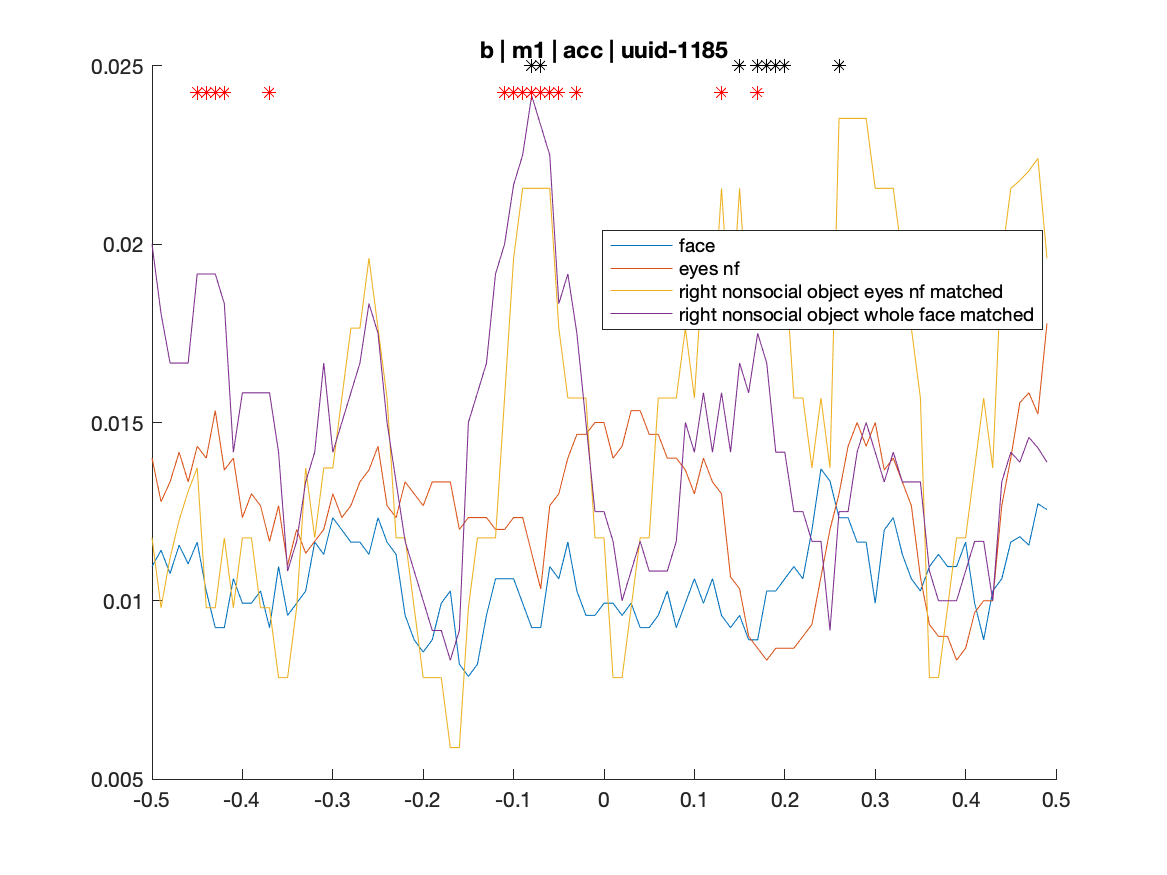 b | m1 | acc | uuid-1185
0.025
0.02
0.015
0.01
0.005
face
eyes nf
right nonsocial object eyes nf matched
right nonsocial object whole face matched
-0.5 -0.4 -0.3 -0.2 -0.1 0 0.1 0.2 0.3 0.4 0.5